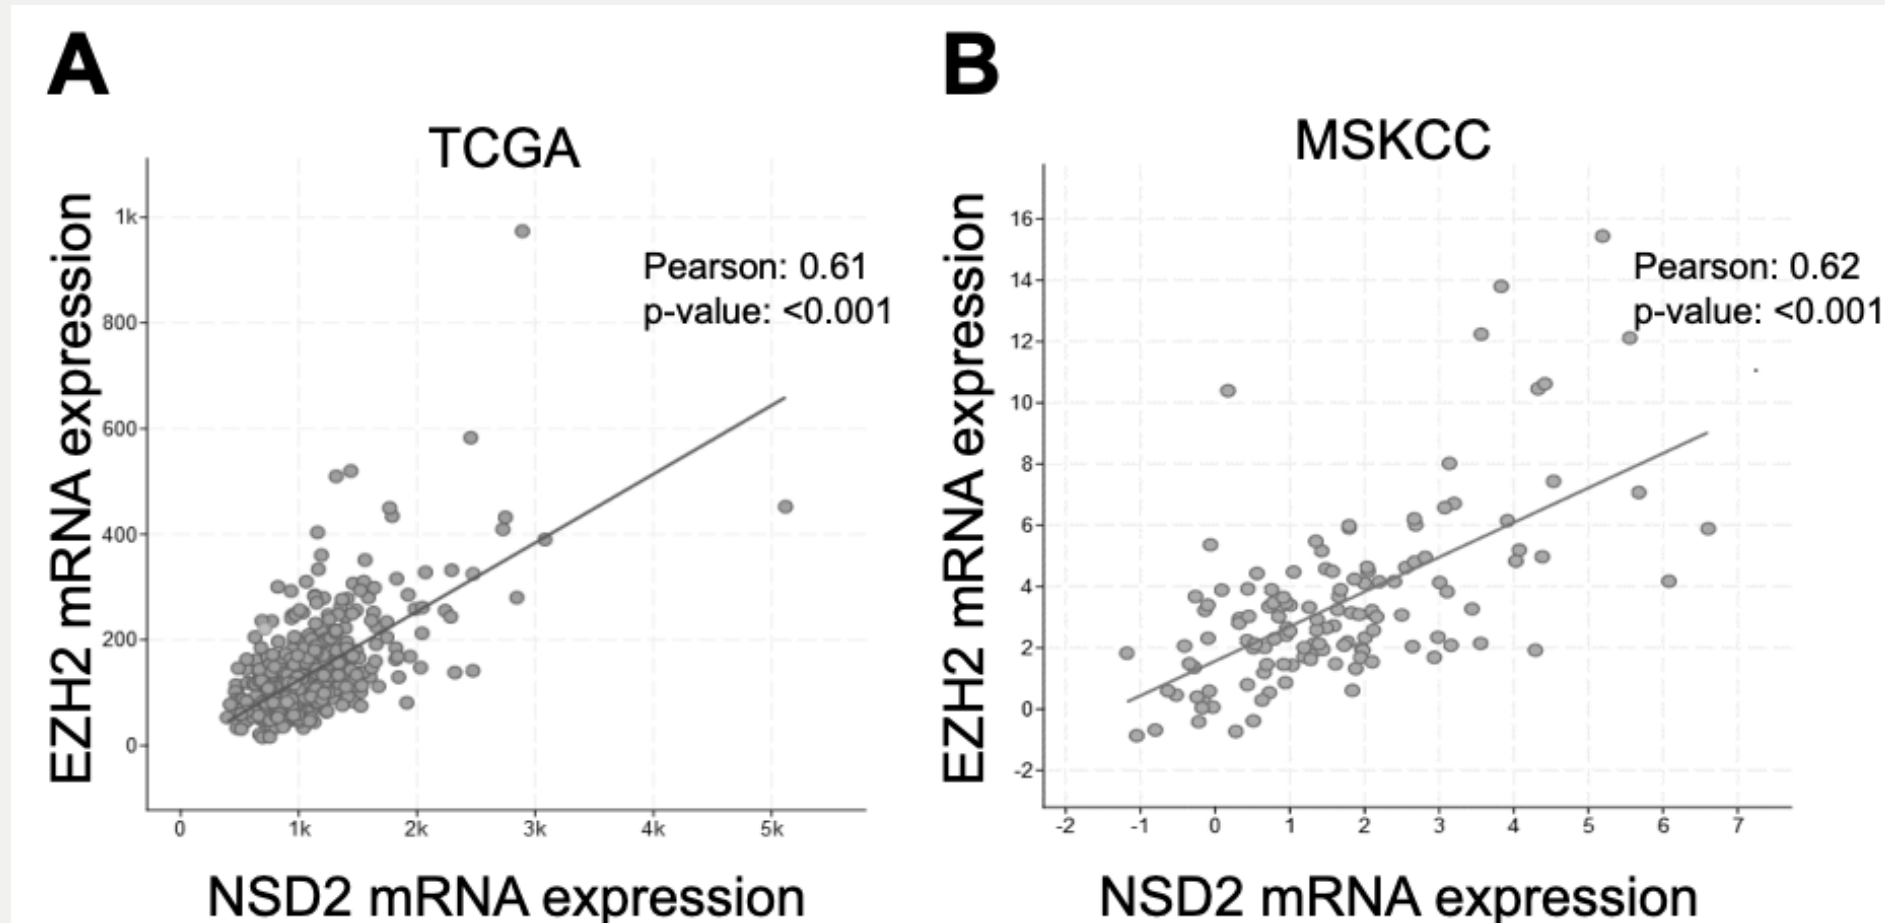 A
TCGA
EZH2 mRNA expression
1k
800
600
400
200
0
Pearson: 0.61
p-value: <0.001
0 1k 2k 3k 4k 5k
NSD2 mRNA expression
B
MSKCC
EZH2 mRNA expression
16
14
12
10
8
6
4
2
0
-2
Pearson: 0.62
p-value: <0.001
-2 -1 0 1 2 3 4 5 6 7
NSD2 mRNA expression